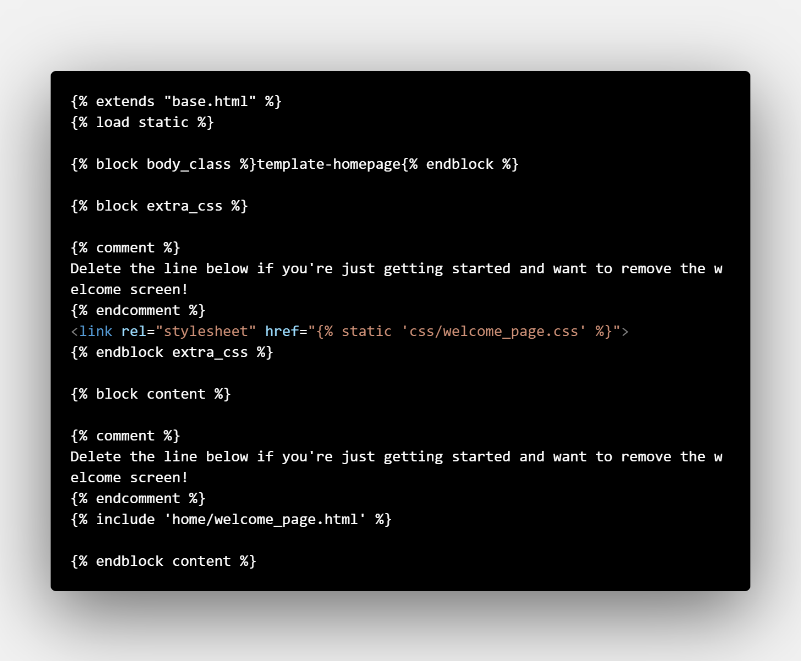 {% extends "base.html" %}
{% load static %}
{% block body_class %}template-homepage{% endblock %}
{% block extra_css %}
{% comment %}
Delete the line below if you're just getting started and want to remove the w
elcome screen!
{% endcomment %}
<link rel="stylesheet" href="{% static 'css/welcome_page.css' %}">
{% endblock extra_css %}
{% block content %}
{% comment %}
Delete the line below if you're just getting started and want to remove the w
elcome screen!
{% endcomment %}
{% include 'home/welcome_page.html' %}
{% endblock content %}